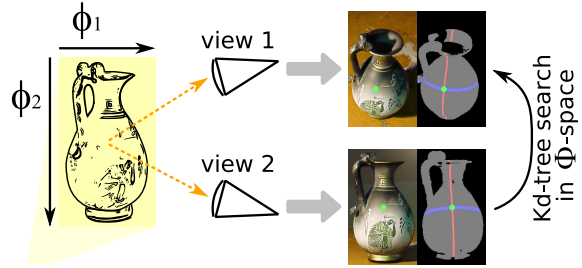 ϕ1
ϕ2
view 1
view 2
Kd-tree search
in Φ-space